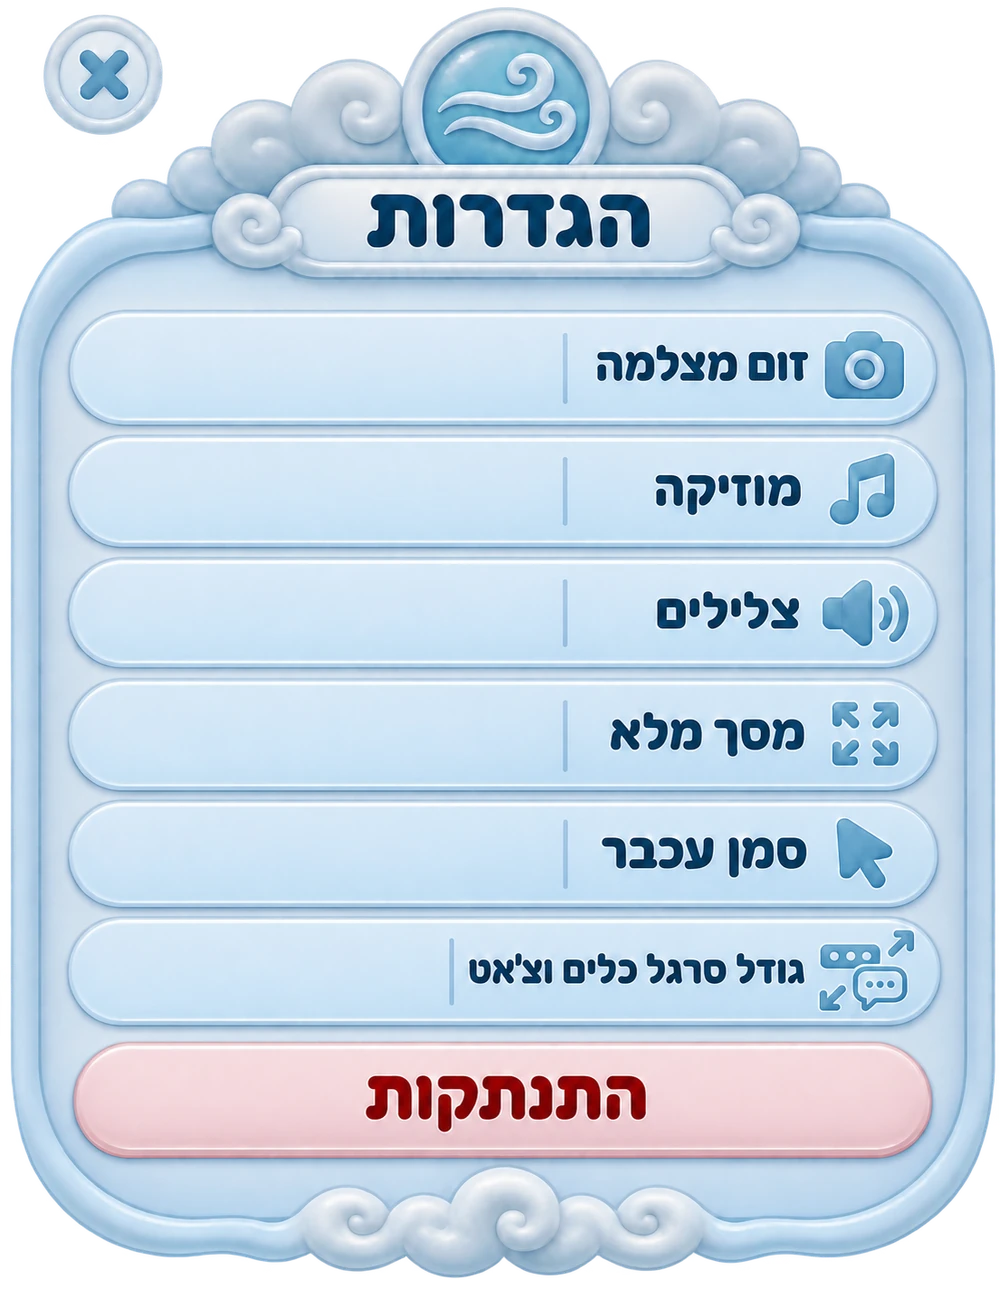 הגדרות
זום מצלמה
מוזיקה
צלילים
מסך מלא
סמן עכבר
גודל סרגל כלים וצ'אט
התנתקות